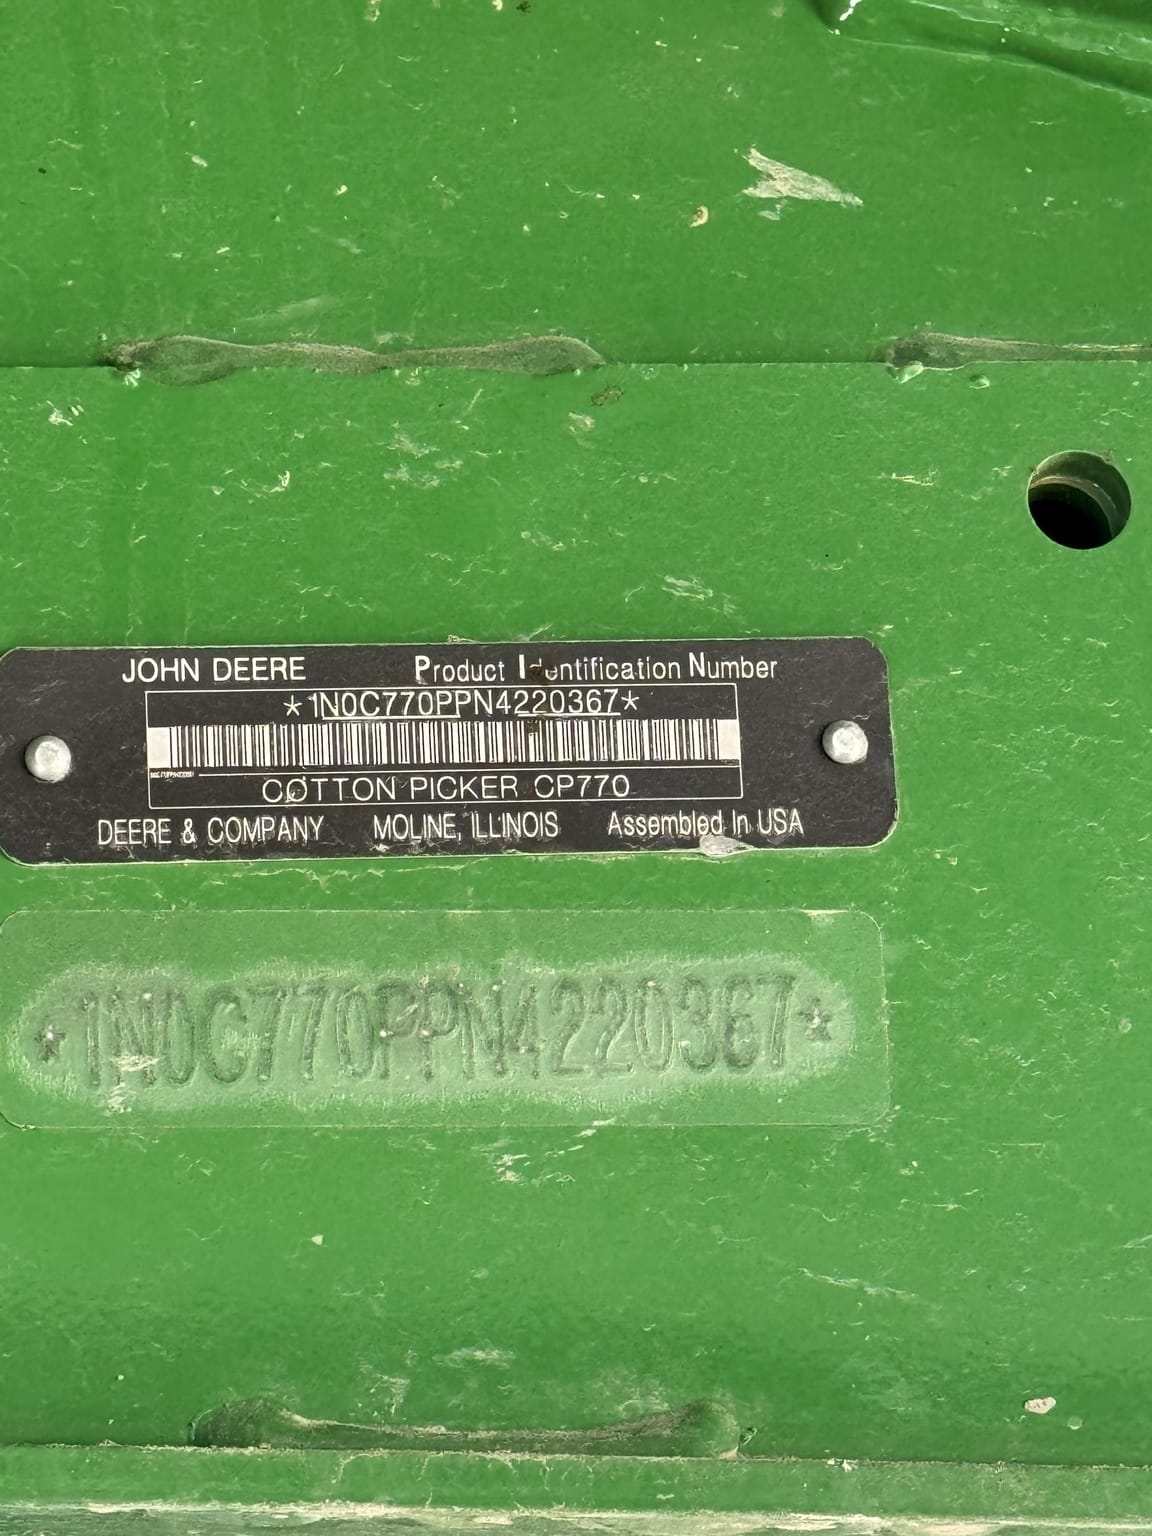 JOHN DEERE Product Identification Number
*1N0C770PPN4220367*
COTTON PICKER CP770
DEERE & COMPANY MOLINE, ILLINOIS Assembled In USA
*1N0C770PPN4220367*